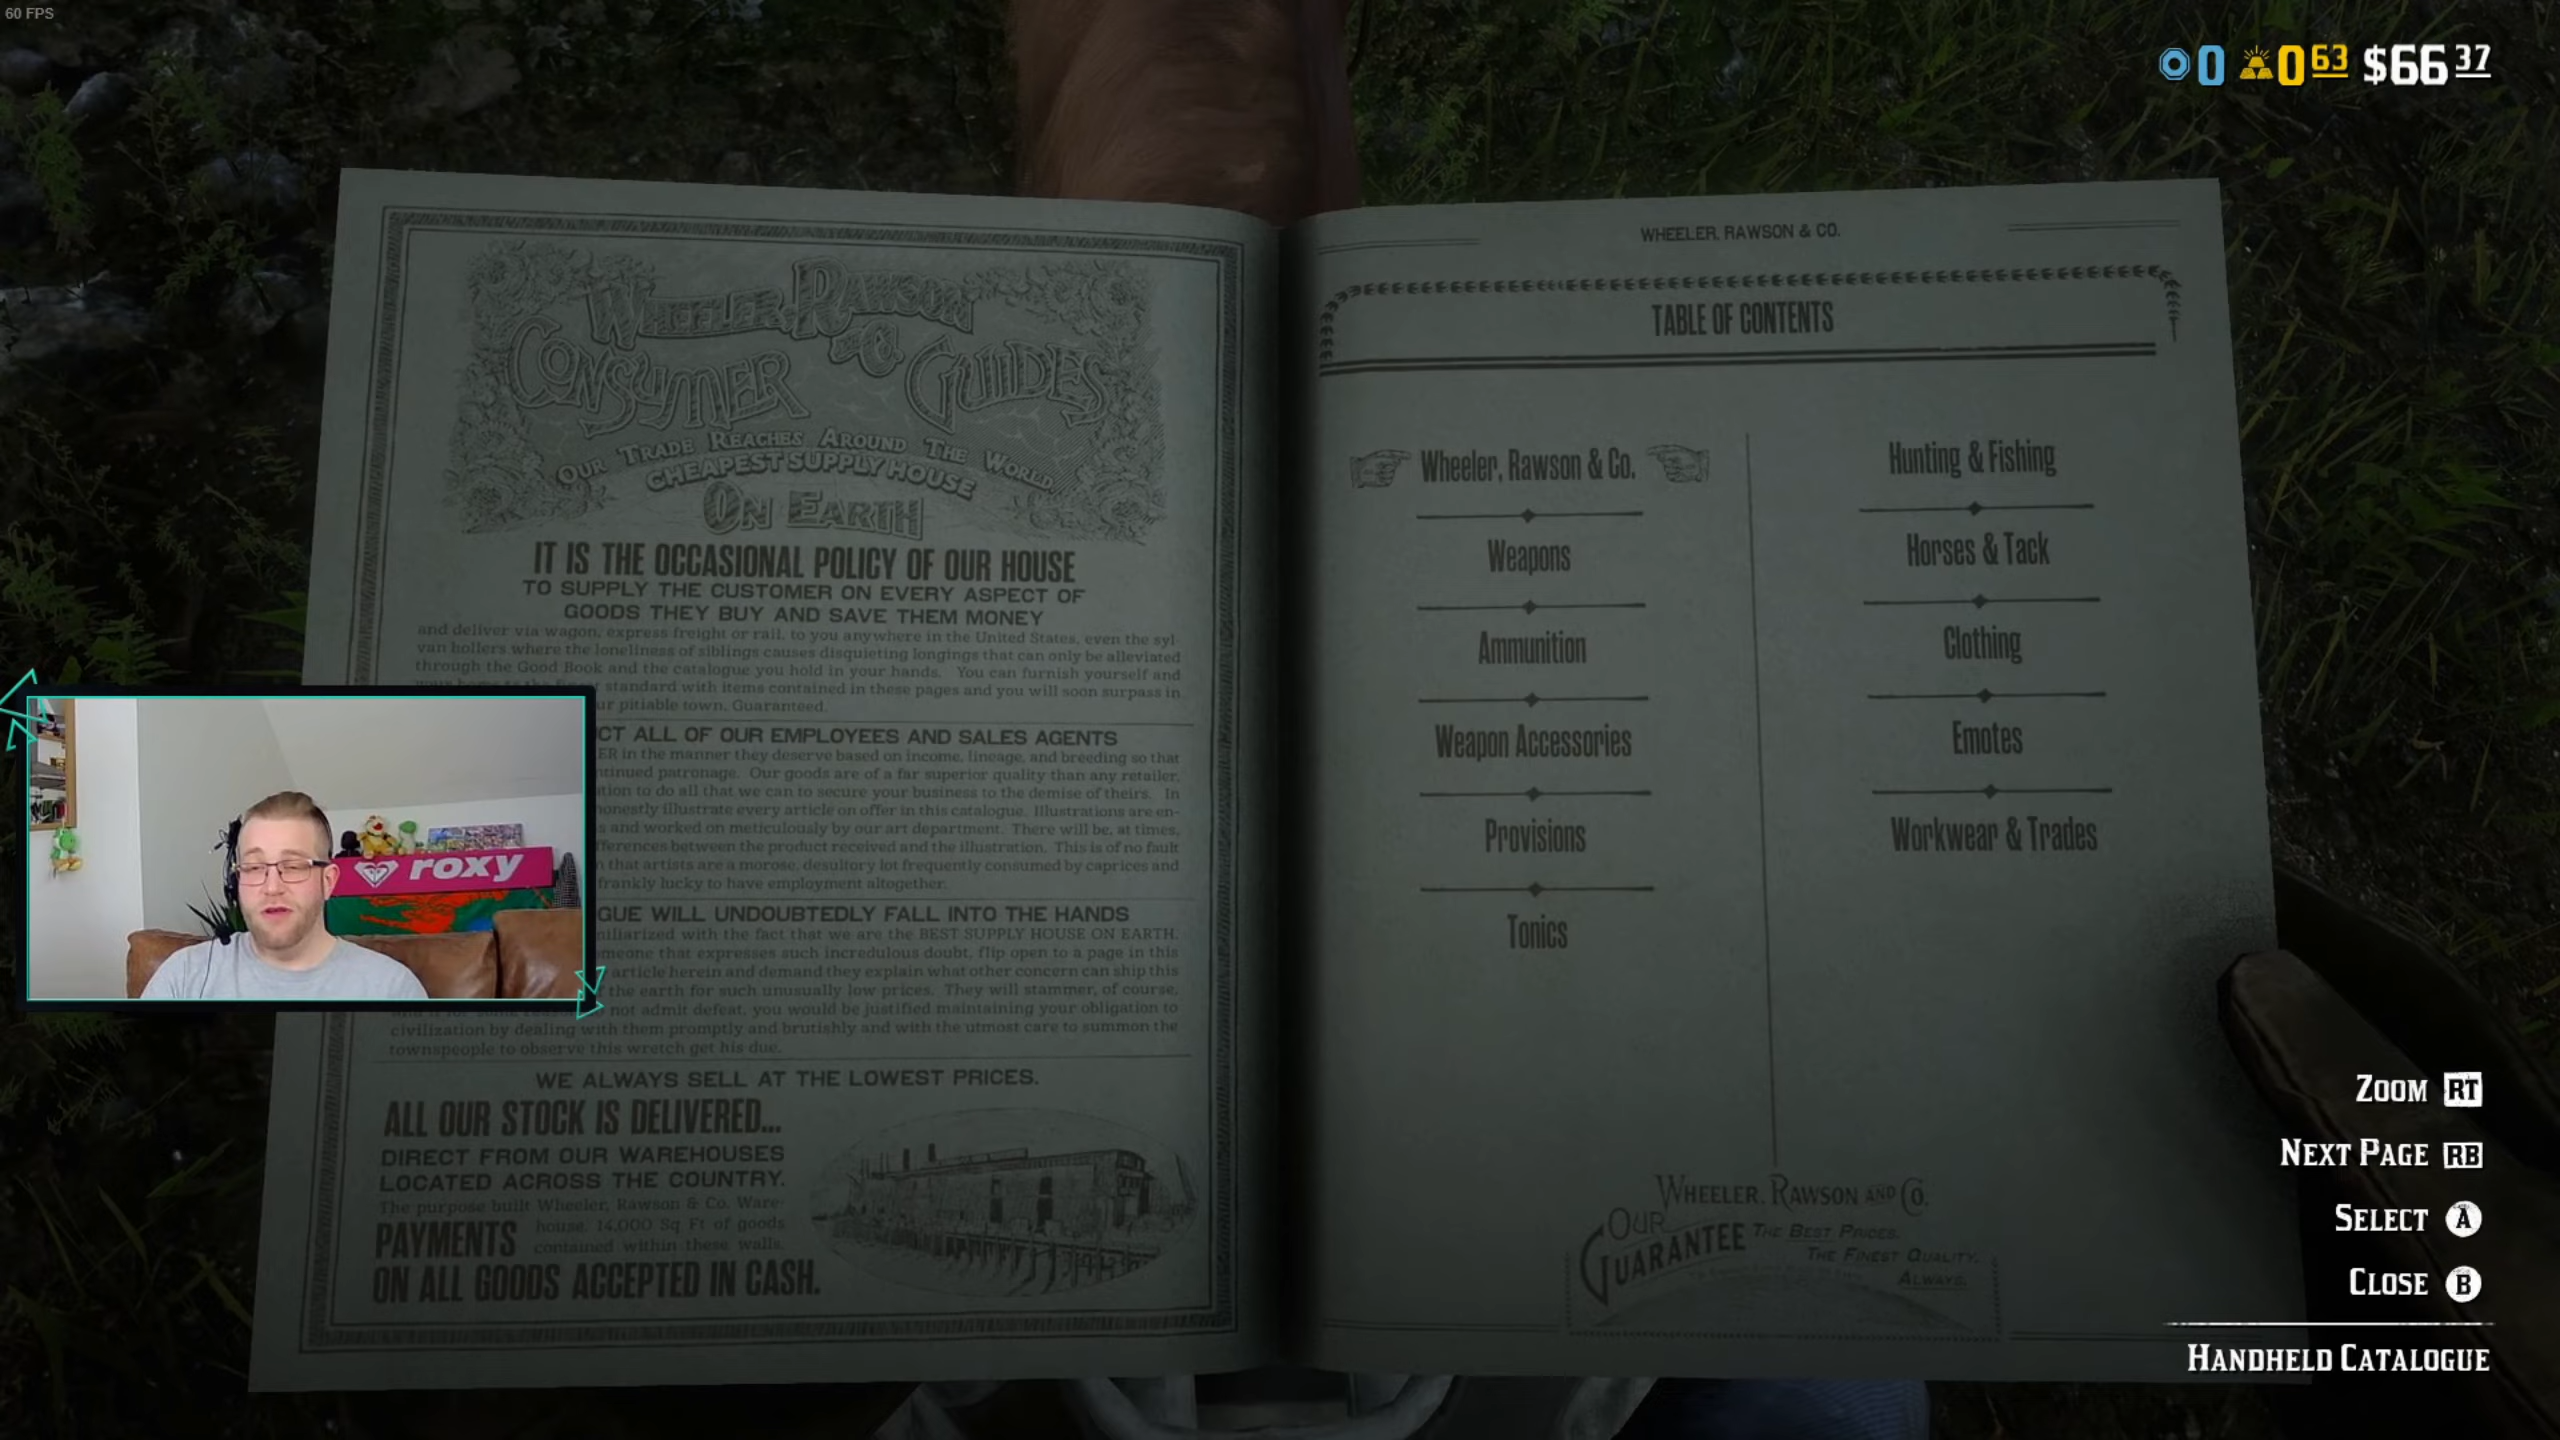 60 FPS
0 0 63 $66 37
WHEELER, RAWSON
AND CO.
CONSUMER GUIDES
OUR TRADE REACHES AROUND THE WORLD
CHEAPEST SUPPLY HOUSE
ON EARTH
IT IS THE OCCASIONAL POLICY OF OUR HOUSE
TO SUPPLY THE CUSTOMER ON EVERY ASPECT OF
GOODS THEY BUY AND SAVE THEM MONEY
and deliver via wagon, express freight or rail, to you anywhere in the United States, even the syl-
van hollers where the loneliness of siblings causes disquieting longings that can only be alleviated
through the Good Book and the catalogue you hold in your hands. You can furnish yourself and
standard with items contained in these pages and you will soon surpass in
ur pitiable town, Guaranteed.
CT ALL OF OUR EMPLOYEES AND SALES AGENTS
ER in the manner they deserve based on income, lineage, and breeding so that
ntinued patronage. Our goods are of a far superior quality than any retailer,
ation to do all that we can to secure your business to the demise of theirs. In
honestly illustrate every article on offer in this catalogue. Illustrations are en-
s and worked on meticulously by our art department. There will be, at times,
fferences between the product received and the illustration. This is of no fault
n that artists are a morose, desultory lot frequently consumed by caprices and
frankly lucky to have employment altogether.
GUE WILL UNDOUBTEDLY FALL INTO THE HANDS
miliarized with the fact that we are the BEST SUPPLY HOUSE ON EARTH.
meone that expresses such incredulous doubt, flip open to a page in this
article herein and demand they explain what other concern can ship this
the earth for such unusually low prices. They will stammer, of course,
not admit defeat, you would be justified maintaining your obligation to
civilization by dealing with them promptly and brutishly and with the utmost care to summon the
townspeople to observe this wretch get his due.
WE ALWAYS SELL AT THE LOWEST PRICES.
ALL OUR STOCK IS DELIVERED...
DIRECT FROM OUR WAREHOUSES
LOCATED ACROSS THE COUNTRY.
The purpose built Wheeler, Rawson & Co. Ware-
house. 14,000 Sq Ft of goods
PAYMENTS contained within these walls.
ON ALL GOODS ACCEPTED IN CASH.
roxy
WHEELER, RAWSON & CO.
TABLE OF CONTENTS
Wheeler, Rawson & Co.
Weapons
Ammunition
Weapon Accessories
Provisions
Tonics
Hunting & Fishing
Horses & Tack
Clothing
Emotes
Workwear & Trades
WHEELER, RAWSON AND CO.
OUR
GUARANTEE THE BEST PRICES.
THE FINEST QUALITY.
ALWAYS.
ZOOM RT
NEXT PAGE RB
SELECT A
CLOSE B
HANDHELD CATALOGUE